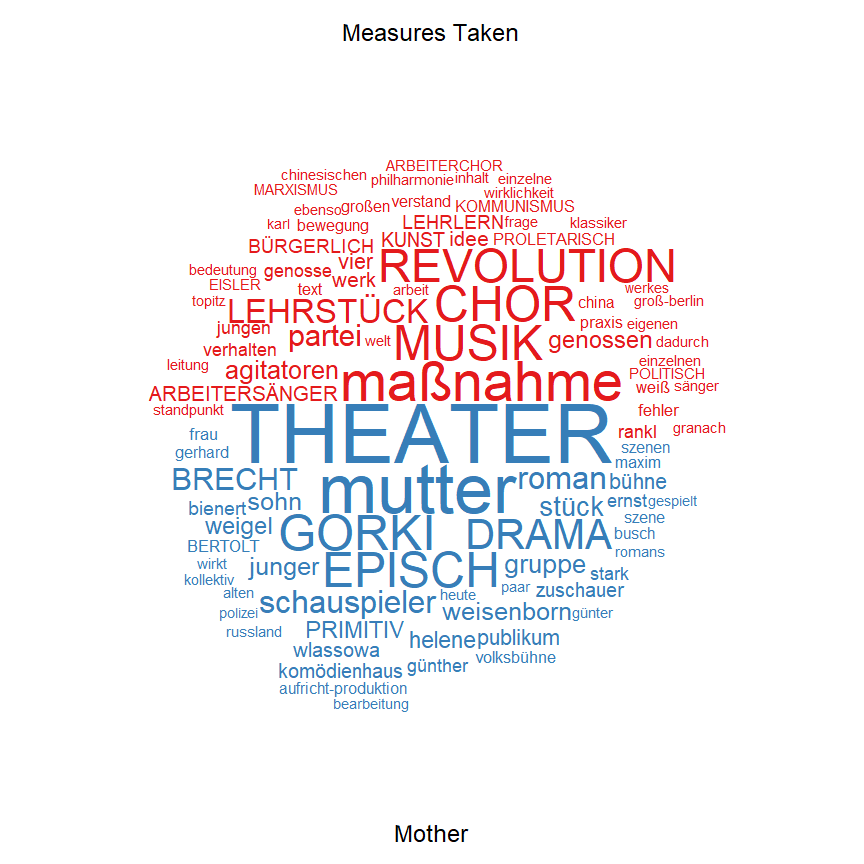 Measures Taken
ARBEITERCHOR
chinesischen philharmonie inhalt einzelne
MARXISMUS wirklichkeit
ebenso großen verstand KOMMUNISMUS
karl bewegung LEHRLERN frage klassiker
BÜRGERLICH KUNST idee PROLETARISCH
bedeutung genosse vier REVOLUTION
EISLER text werk arbeit werkes
topitz LEHRSTÜCK CHOR china groß-berlin
jungen partei welt MUSIK praxis eigenen
verhalten genossen dadurch
leitung agitatoren maßnahme einzelnen
POLITISCH
ARBEITERSÄNGER weiß sänger
standpunkt fehler
frau THEATER rankl granach
gerhard szenen
maxim
BRECHT mutter roman bühne
bienert sohn stück ernst gespielt
weigel GORKI DRAMA szene
BERTOLT busch
wirkt junger EPISCH gruppe romans
kollektiv stark
alten schauspieler heute paar zuschauer
polizei weisenborn günter
russland PRIMITIV helene publikum
wlassowa volksbühne
komödienhaus günther
aufricht-produktion
bearbeitung
Mother